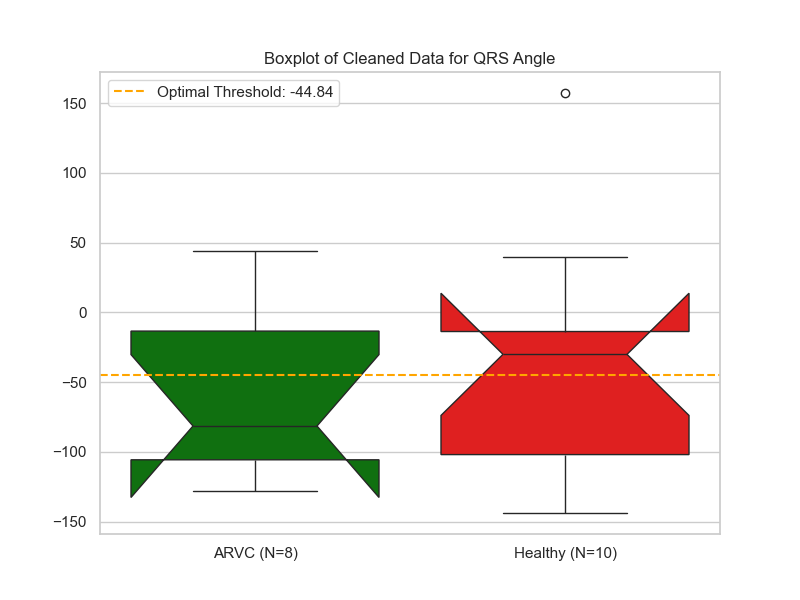 Boxplot of Cleaned Data for QRS Angle
Optimal Threshold: -44.84
150
100
50
0
−50
−100
−150
ARVC (N=8)
Healthy (N=10)